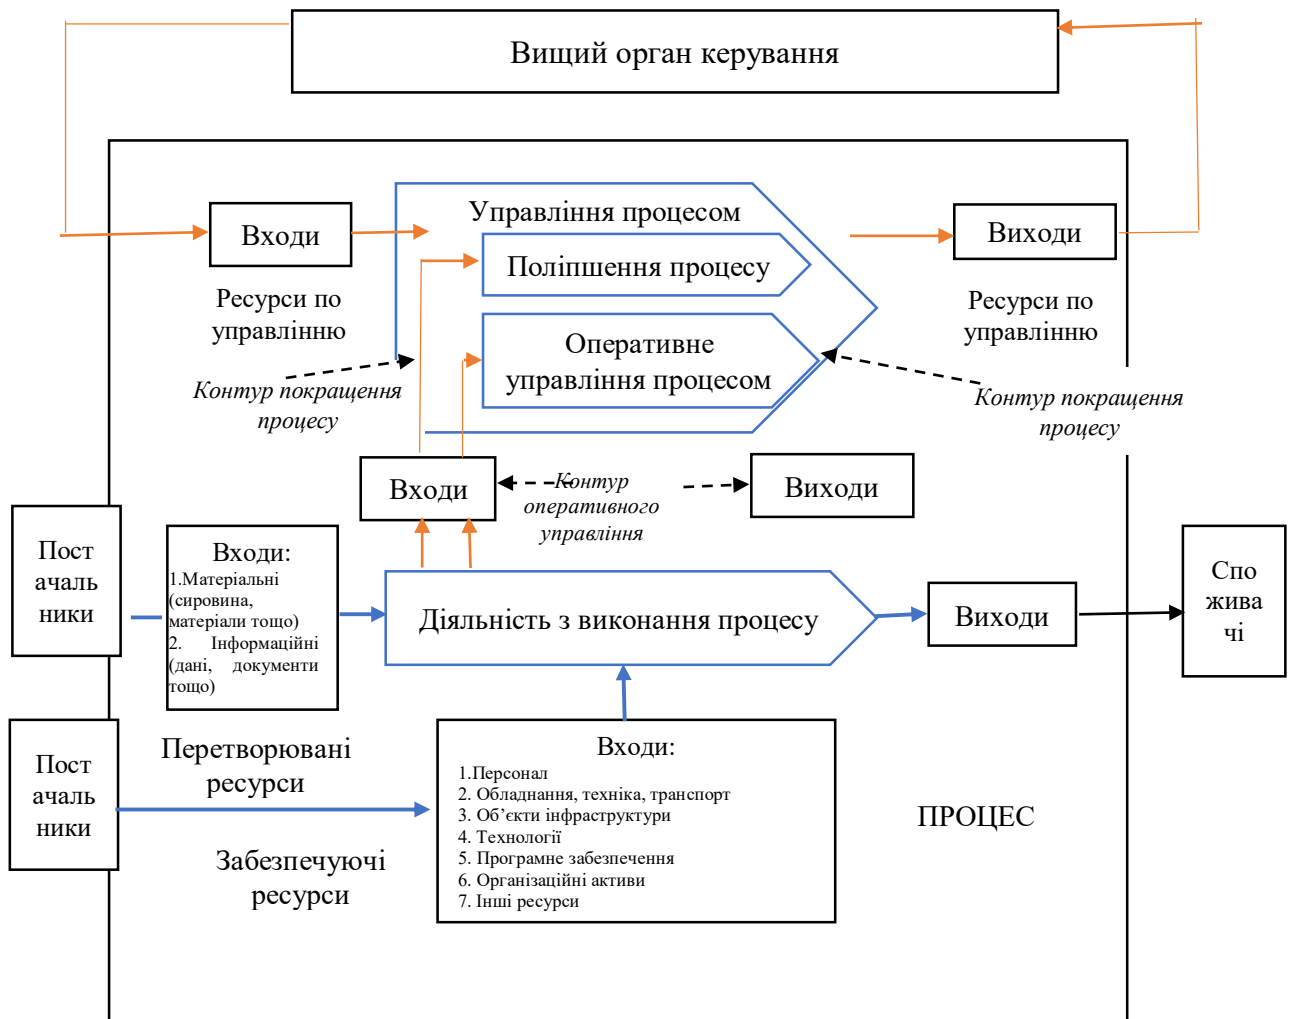 Вищий орган керування
Управління процесом
Входи
Виходи
Поліпшення процесу
Ресурси по
управлінню
Ресурси по
управлінню
Оперативне
управління процесом
Контур покращення
процесу
Контур покращення
процесу
Входи
Контур
оперативного
управління
Виходи
Пост
ачаль
ники
Входи:
1.Матеріальні
(сировина,
матеріали тощо)
2. Інформаційні
(дані, документи
тощо)
Діяльність з виконання процесу
Виходи
Спо
жива
чі
Пост
ачаль
ники
Перетворювані
ресурси
Забезпечуючі
ресурси
Входи:
1.Персонал
2. Обладнання, техніка, транспорт
3. Об’єкти інфраструктури
4. Технології
5. Програмне забезпечення
6. Організаційні активи
7. Інші ресурси
ПРОЦЕС